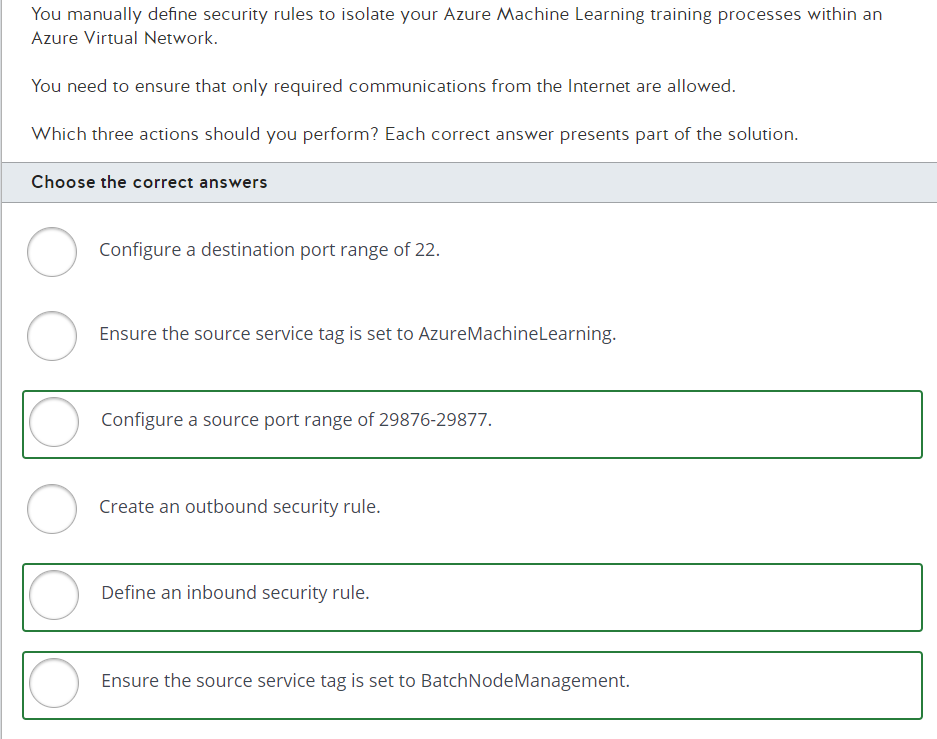 You manually define security rules to isolate your Azure Machine Learning training processes within an
Azure Virtual Network.
You need to ensure that only required communications from the Internet are allowed.
Which three actions should you perform? Each correct answer presents part of the solution.
Choose the correct answers
Configure a destination port range of 22.
Ensure the source service tag is set to AzureMachineLearning.
Configure a source port range of 29876-29877.
Create an outbound security rule.
Define an inbound security rule.
Ensure the source service tag is set to BatchNodeManagement.